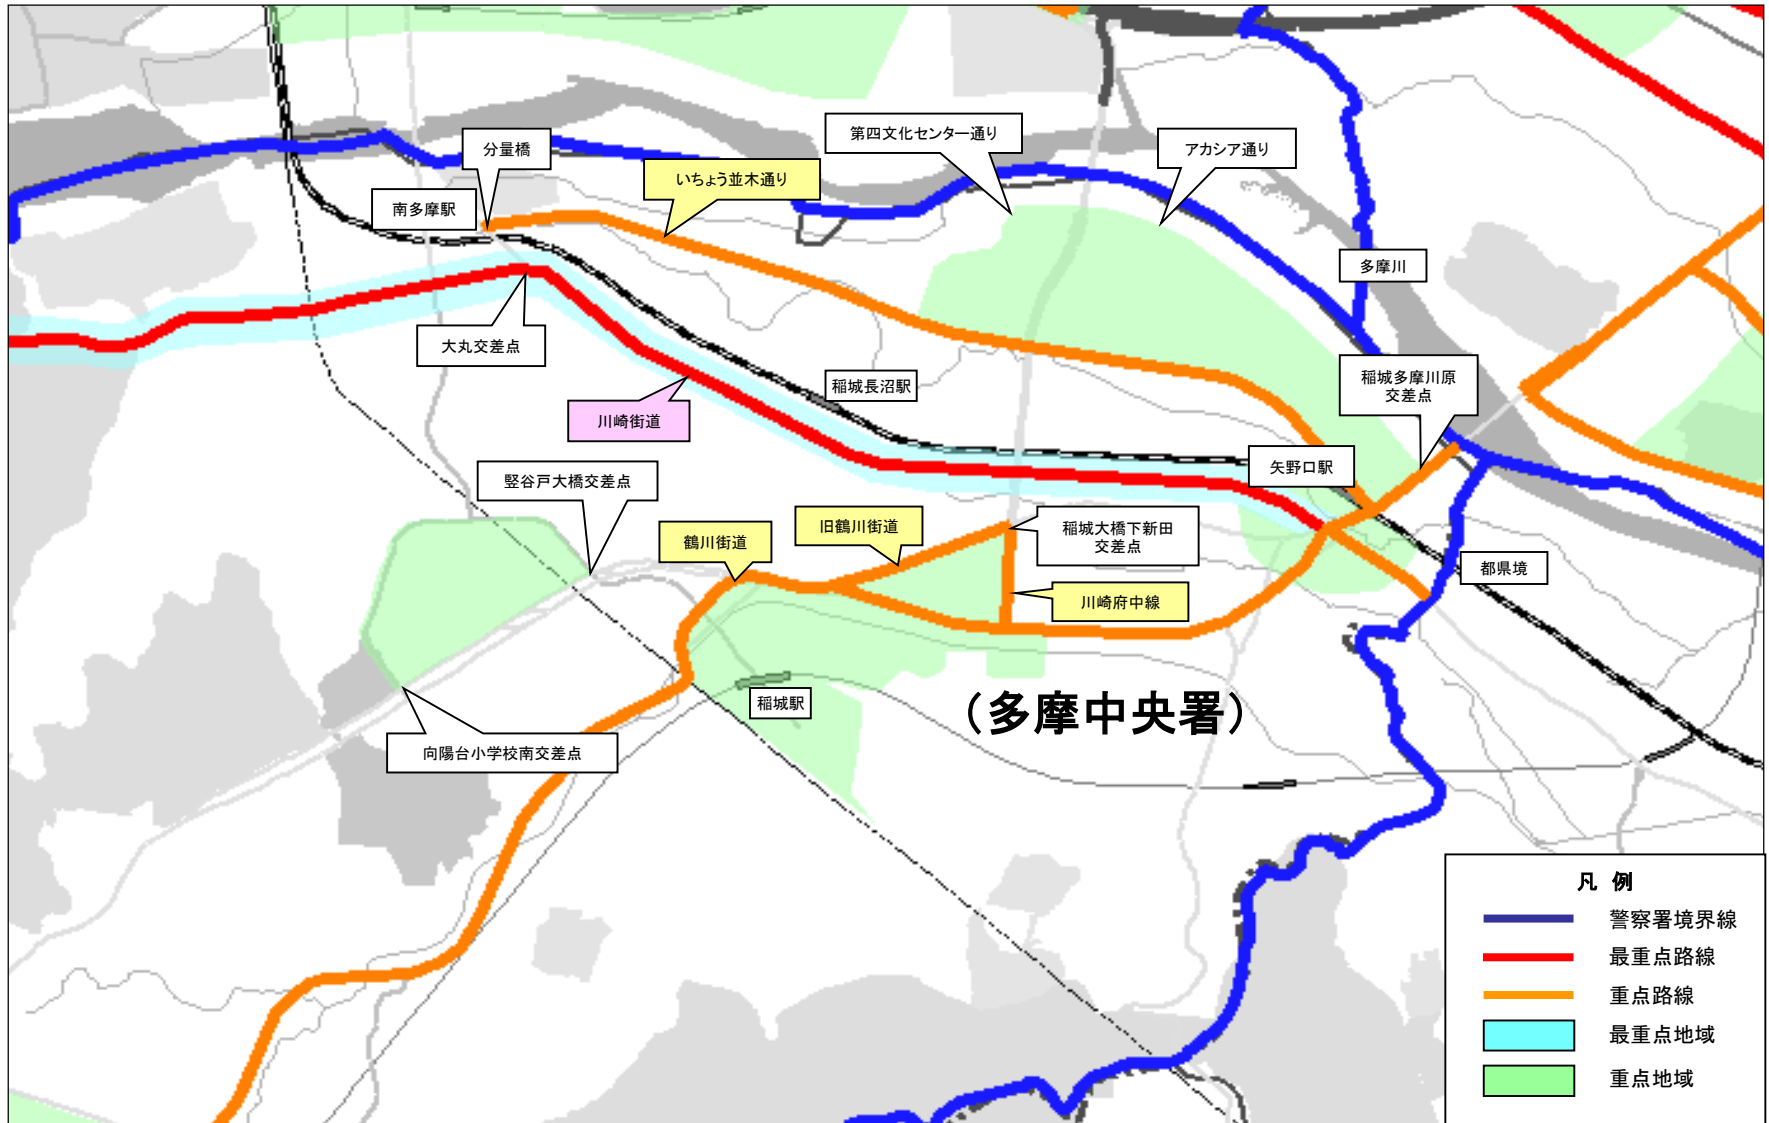 第四文化センター通り
アカシア通り
分量橋
いちょう並木通り
南多摩駅
多摩川
大丸交差点
稲城多摩川原
交差点
稲城長沼駅
川崎街道
矢野口駅
竪谷戸大橋交差点
旧鶴川街道
稲城大橋下新田
交差点
鶴川街道
都県境
川崎府中線
稲城駅
(多摩中央署)
向陽台小学校南交差点
凡 例
警察署境界線
最重点路線
重点路線
最重点地域
重点地域